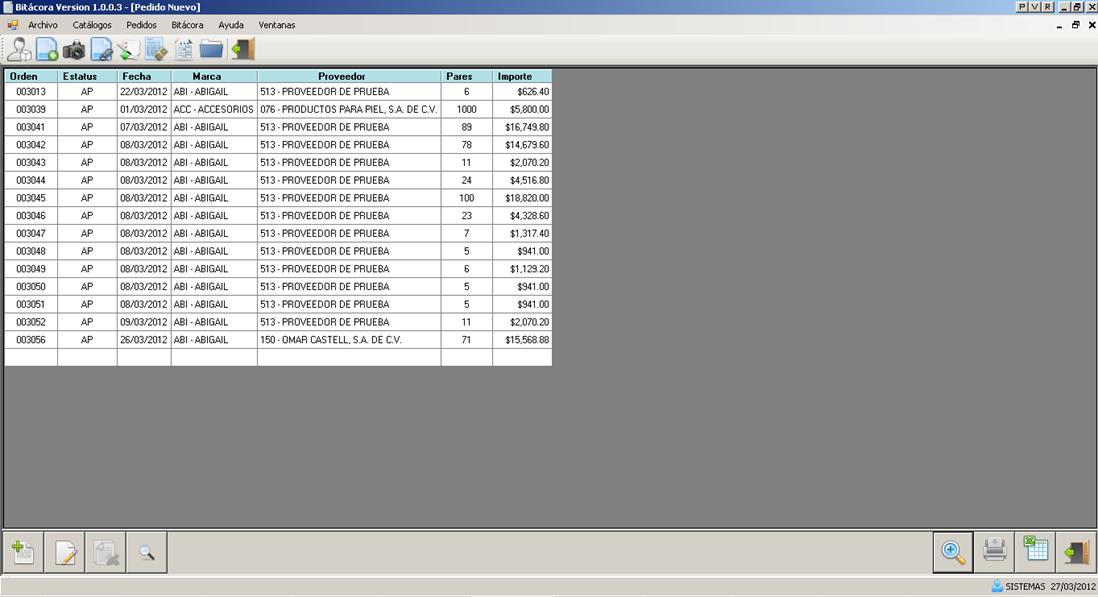 Bitácora Version 1.0.0.3 - [Pedido Nuevo] P V R
Archivo Catálogos Pedidos Bitácora Ayuda Ventanas
Orden Estatus Fecha Marca Proveedor Pares Importe
003013 AP 22/03/2012 ABI - ABIGAIL 513 - PROVEEDOR DE PRUEBA 6 $626.40
003039 AP 01/03/2012 ACC - ACCESORIOS 076 - PRODUCTOS PARA PIEL, S.A. DE C.V. 1000 $5,800.00
003041 AP 07/03/2012 ABI - ABIGAIL 513 - PROVEEDOR DE PRUEBA 89 $16,749.80
003042 AP 08/03/2012 ABI - ABIGAIL 513 - PROVEEDOR DE PRUEBA 78 $14,679.60
003043 AP 08/03/2012 ABI - ABIGAIL 513 - PROVEEDOR DE PRUEBA 11 $2,070.20
003044 AP 08/03/2012 ABI - ABIGAIL 513 - PROVEEDOR DE PRUEBA 24 $4,516.80
003045 AP 08/03/2012 ABI - ABIGAIL 513 - PROVEEDOR DE PRUEBA 100 $18,820.00
003046 AP 08/03/2012 ABI - ABIGAIL 513 - PROVEEDOR DE PRUEBA 23 $4,328.60
003047 AP 08/03/2012 ABI - ABIGAIL 513 - PROVEEDOR DE PRUEBA 7 $1,317.40
003048 AP 08/03/2012 ABI - ABIGAIL 513 - PROVEEDOR DE PRUEBA 5 $941.00
003049 AP 08/03/2012 ABI - ABIGAIL 513 - PROVEEDOR DE PRUEBA 6 $1,129.20
003050 AP 08/03/2012 ABI - ABIGAIL 513 - PROVEEDOR DE PRUEBA 5 $941.00
003051 AP 08/03/2012 ABI - ABIGAIL 513 - PROVEEDOR DE PRUEBA 5 $941.00
003052 AP 09/03/2012 ABI - ABIGAIL 513 - PROVEEDOR DE PRUEBA 11 $2,070.20
003056 AP 26/03/2012 ABI - ABIGAIL 150 - OMAR CASTELL, S.A. DE C.V. 71 $15,568.88
SISTEMAS 27/03/2012